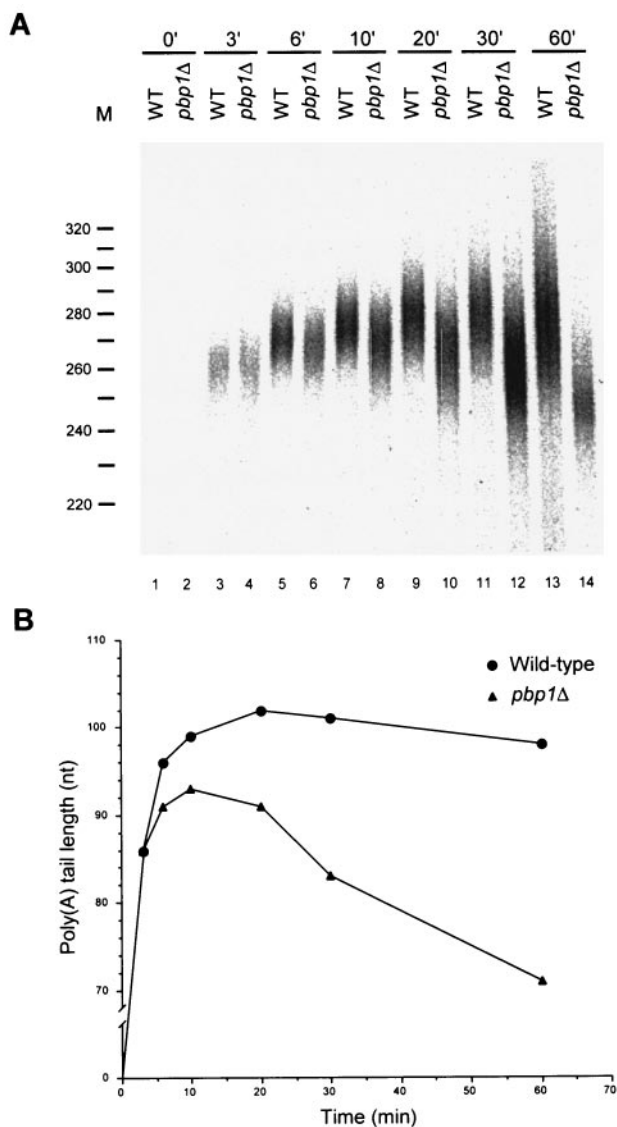 A
0' 3' 6' 10' 20' 30' 60'
M WT pbp1Δ WT pbp1Δ WT pbp1Δ WT pbp1Δ WT pbp1Δ WT pbp1Δ WT pbp1Δ
320
300
280
260
240
220
1 2 3 4 5 6 7 8 9 10 11 12 13 14
B
110
100
90
80
70
0
Poly(A) tail length (nt)
Wild-type
pbp1Δ
0 10 20 30 40 50 60 70
Time (min)